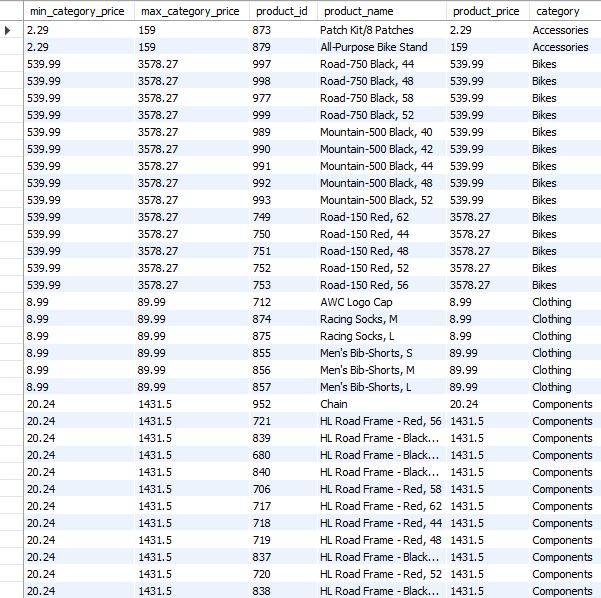 min_category_price max_category_price product_id product_name product_price category
2.29 159 873 Patch Kit/8 Patches 2.29 Accessories
2.29 159 879 All-Purpose Bike Stand 159 Accessories
539.99 3578.27 997 Road-750 Black, 44 539.99 Bikes
539.99 3578.27 998 Road-750 Black, 48 539.99 Bikes
539.99 3578.27 977 Road-750 Black, 58 539.99 Bikes
539.99 3578.27 999 Road-750 Black, 52 539.99 Bikes
539.99 3578.27 989 Mountain-500 Black, 40 539.99 Bikes
539.99 3578.27 990 Mountain-500 Black, 42 539.99 Bikes
539.99 3578.27 991 Mountain-500 Black, 44 539.99 Bikes
539.99 3578.27 992 Mountain-500 Black, 48 539.99 Bikes
539.99 3578.27 993 Mountain-500 Black, 52 539.99 Bikes
539.99 3578.27 749 Road-150 Red, 62 3578.27 Bikes
539.99 3578.27 750 Road-150 Red, 44 3578.27 Bikes
539.99 3578.27 751 Road-150 Red, 48 3578.27 Bikes
539.99 3578.27 752 Road-150 Red, 52 3578.27 Bikes
539.99 3578.27 753 Road-150 Red, 56 3578.27 Bikes
8.99 89.99 712 AWC Logo Cap 8.99 Clothing
8.99 89.99 874 Racing Socks, M 8.99 Clothing
8.99 89.99 875 Racing Socks, L 8.99 Clothing
8.99 89.99 855 Men's Bib-Shorts, S 89.99 Clothing
8.99 89.99 856 Men's Bib-Shorts, M 89.99 Clothing
8.99 89.99 857 Men's Bib-Shorts, L 89.99 Clothing
20.24 1431.5 952 Chain 20.24 Components
20.24 1431.5 721 HL Road Frame - Red, 56 1431.5 Components
20.24 1431.5 839 HL Road Frame - Black... 1431.5 Components
20.24 1431.5 680 HL Road Frame - Black... 1431.5 Components
20.24 1431.5 840 HL Road Frame - Black... 1431.5 Components
20.24 1431.5 706 HL Road Frame - Red, 58 1431.5 Components
20.24 1431.5 717 HL Road Frame - Red, 62 1431.5 Components
20.24 1431.5 718 HL Road Frame - Red, 44 1431.5 Components
20.24 1431.5 719 HL Road Frame - Red, 48 1431.5 Components
20.24 1431.5 837 HL Road Frame - Black... 1431.5 Components
20.24 1431.5 720 HL Road Frame - Red, 52 1431.5 Components
20.24 1431.5 838 HL Road Frame - Black... 1431.5 Components